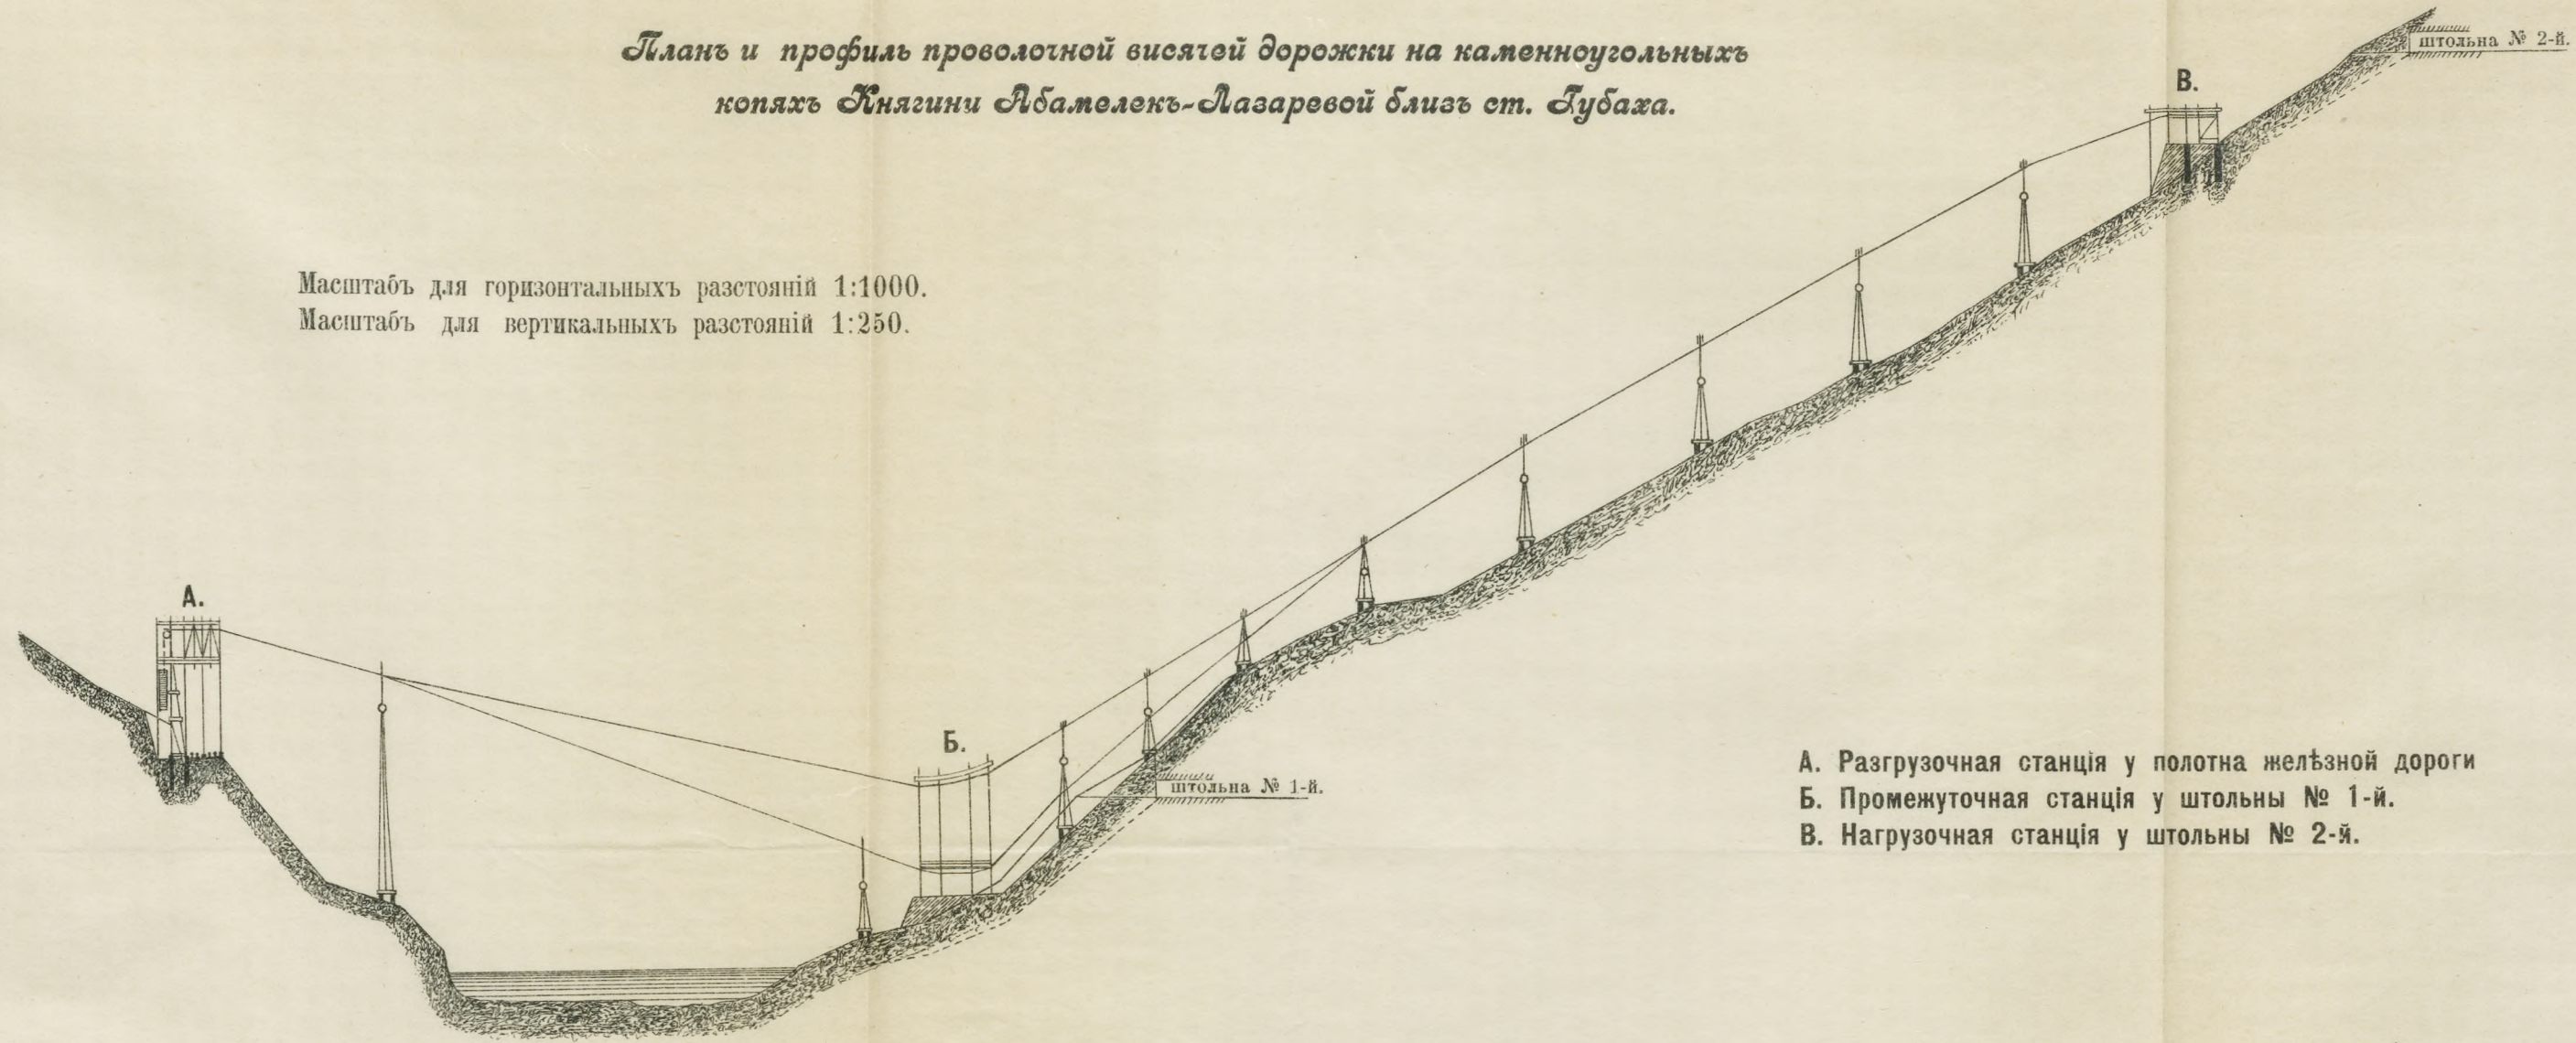 Планъ и профиль проволочной висячей дорожки на каменноугольныхъ
копяхъ Княгини Абамелекъ-Лазаревой близъ ст. Губаха.
штольна № 2-й.
В.
Масштабъ для горизонтальныхъ разстояній 1:1000.
Масштабъ для вертикальныхъ разстояній 1:250.
А.
Б.
штольна № 1-й.
А. Разгрузочная станція у полотна желѣзной дороги
Б. Промежуточная станція у штольны № 1-й.
В. Нагрузочная станція у штольны № 2-й.